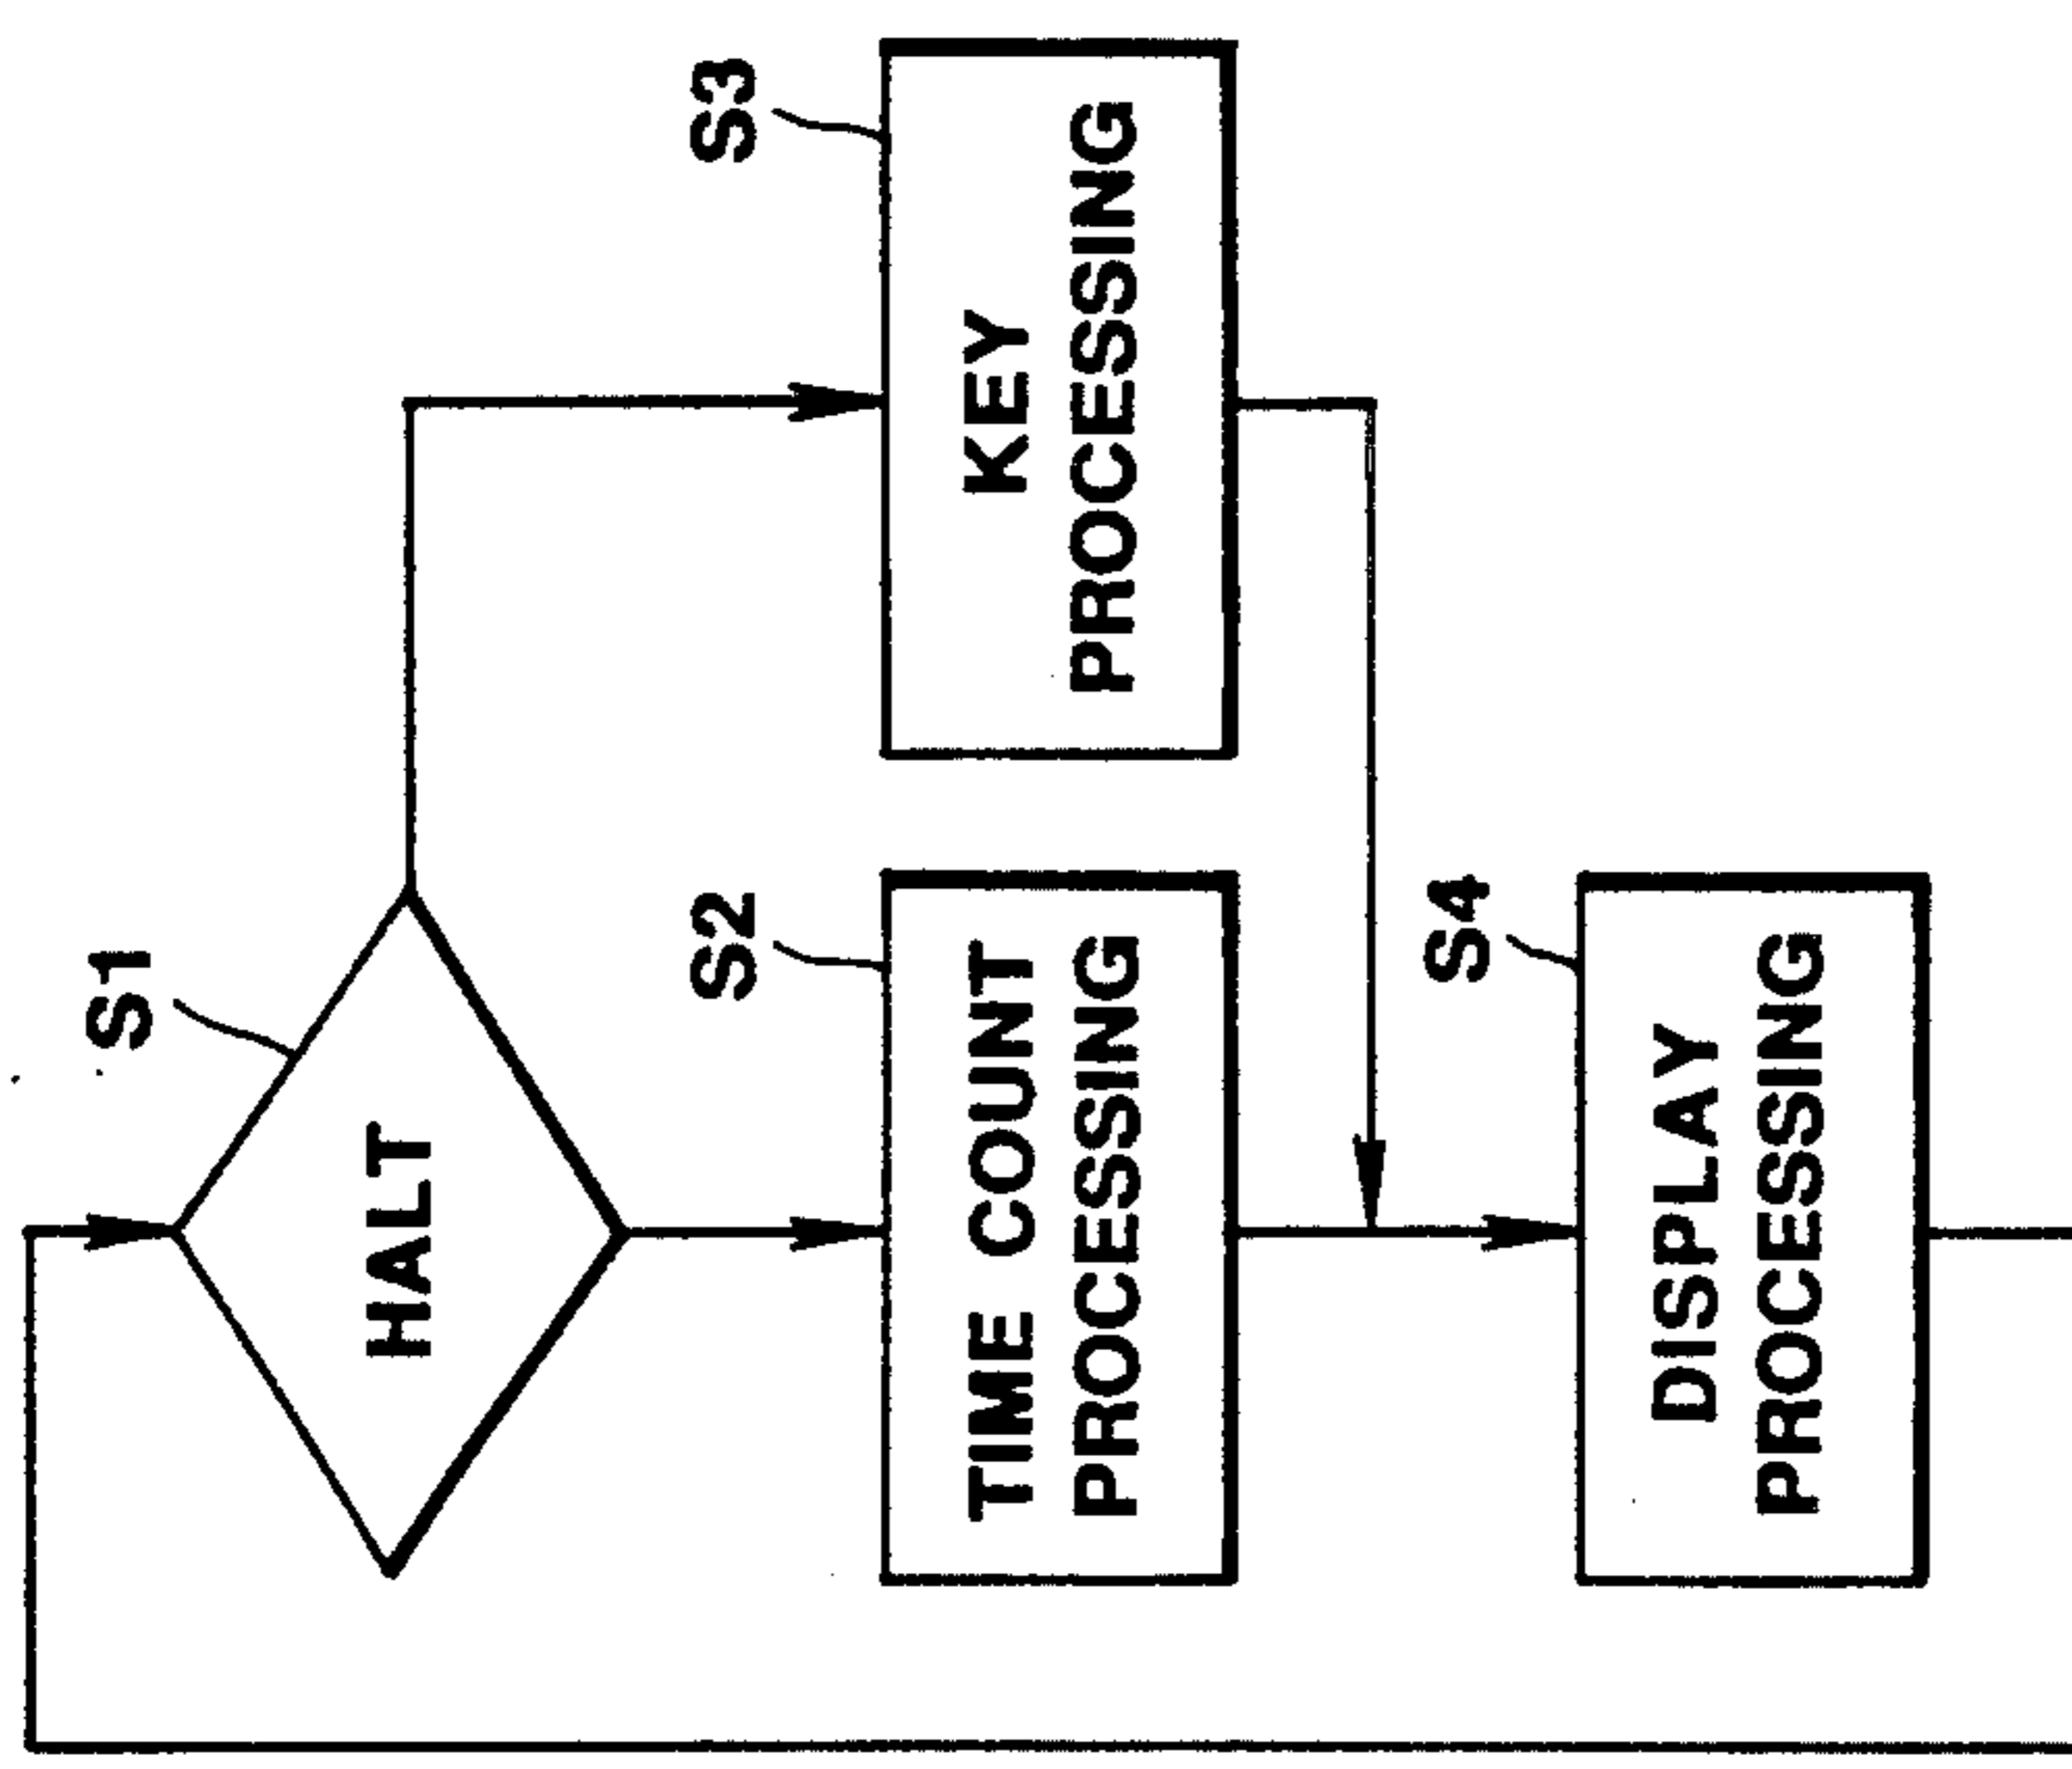 S1
HALT
S2
TIME COUNT
PROCESSING
S3
KEY
PROCESSING
S4
DISPLAY
PROCESSING